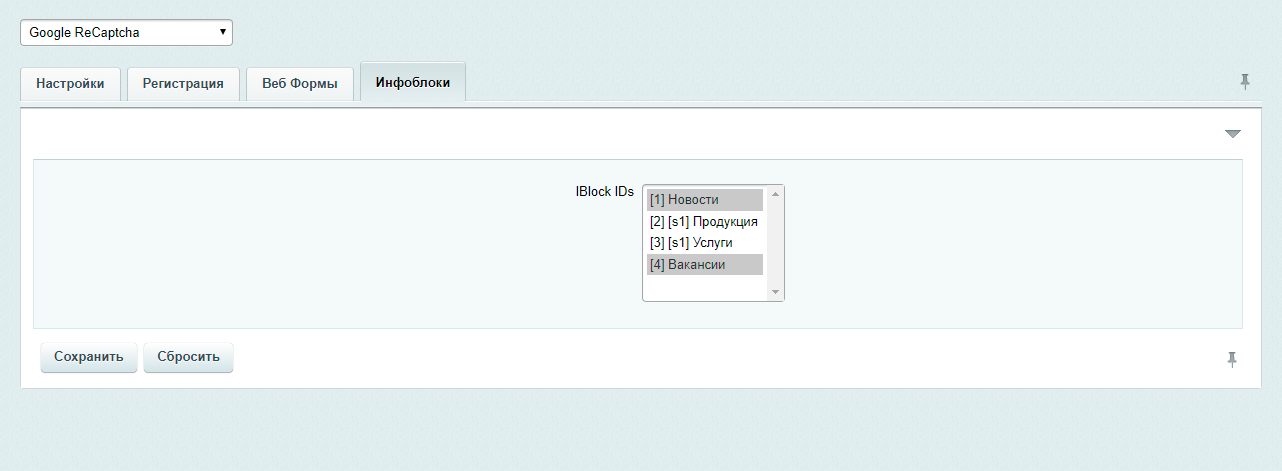 Google ReCaptcha
Настройки Регистрация Веб Формы Инфоблоки
IBlock IDs
[1] Новости
[2] [s1] Продукция
[3] [s1] Услуги
[4] Вакансии
Сохранить Сбросить